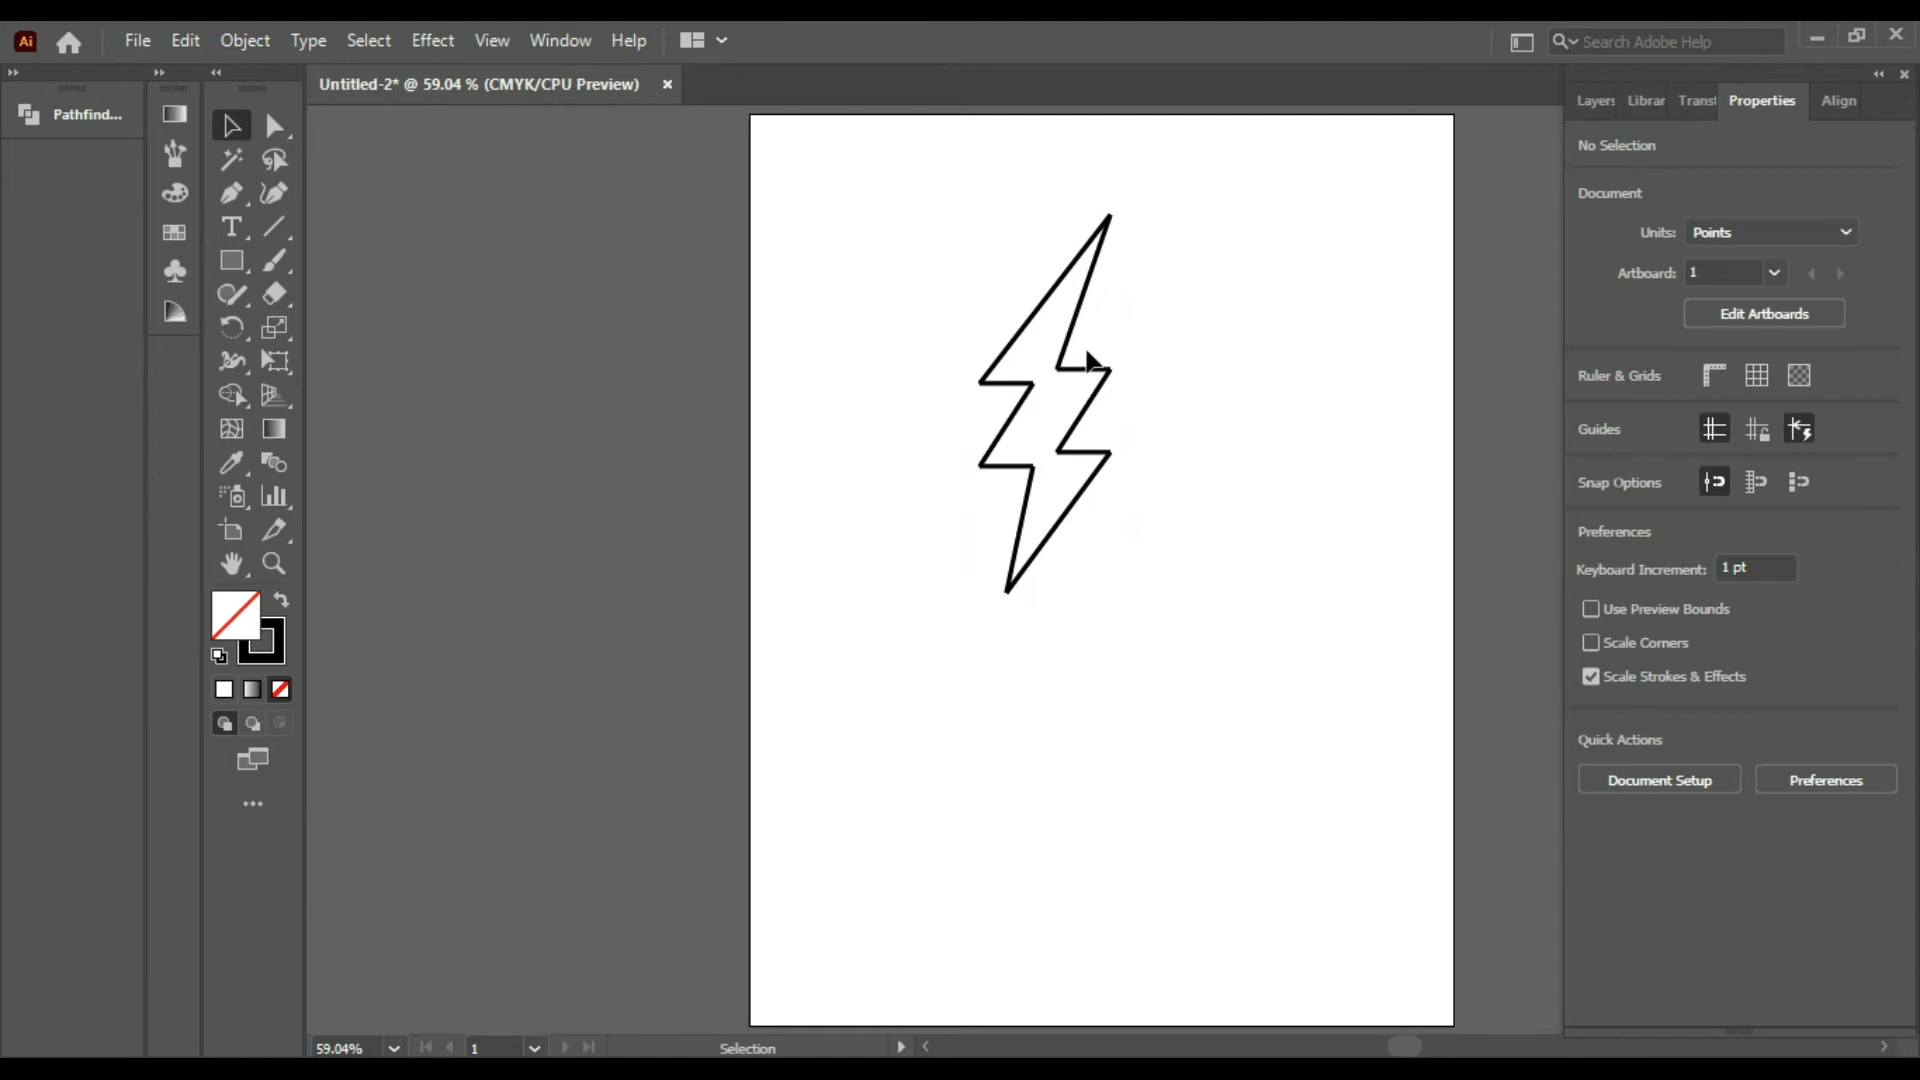 Ai File Edit Object Type Select Effect View Window Help Search Adobe Help
Untitled-2* @ 59.04 % (CMYK/CPU Preview)
Pathfind...
Layers Librar Transf Properties Align
No Selection
Document
Units: Points
Artboard: 1
Edit Artboards
Ruler & Grids
Guides
Snap Options
Preferences
Keyboard Increment: 1 pt
Use Preview Bounds
Scale Corners
Scale Strokes & Effects
Quick Actions
Document Setup Preferences
59.04% 1 Selection